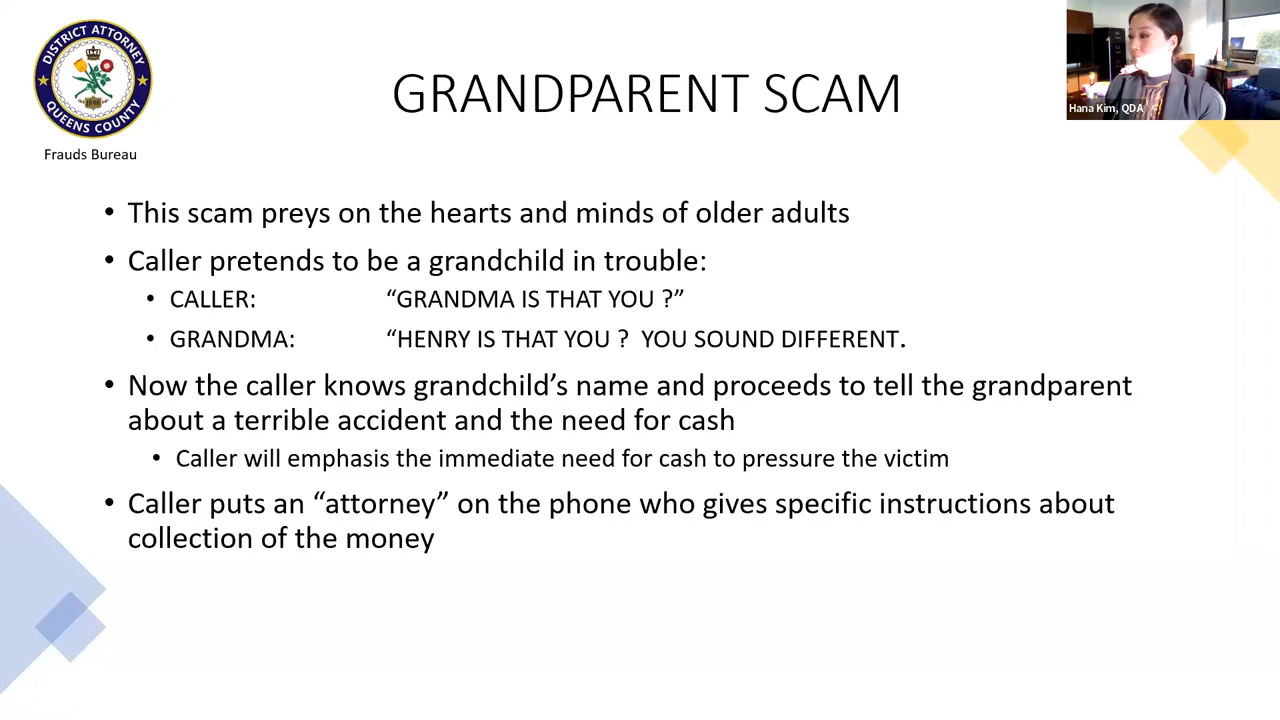 DISTRICT ATTORNEY
QUEENS COUNTY
1898
Frauds Bureau
GRANDPARENT SCAM
Hana Kim, QDA
• This scam preys on the hearts and minds of older adults
• Caller pretends to be a grandchild in trouble:
• CALLER: “GRANDMA IS THAT YOU ?”
• GRANDMA: “HENRY IS THAT YOU ? YOU SOUND DIFFERENT.
• Now the caller knows grandchild’s name and proceeds to tell the grandparent
about a terrible accident and the need for cash
• Caller will emphasis the immediate need for cash to pressure the victim
• Caller puts an “attorney” on the phone who gives specific instructions about
collection of the money